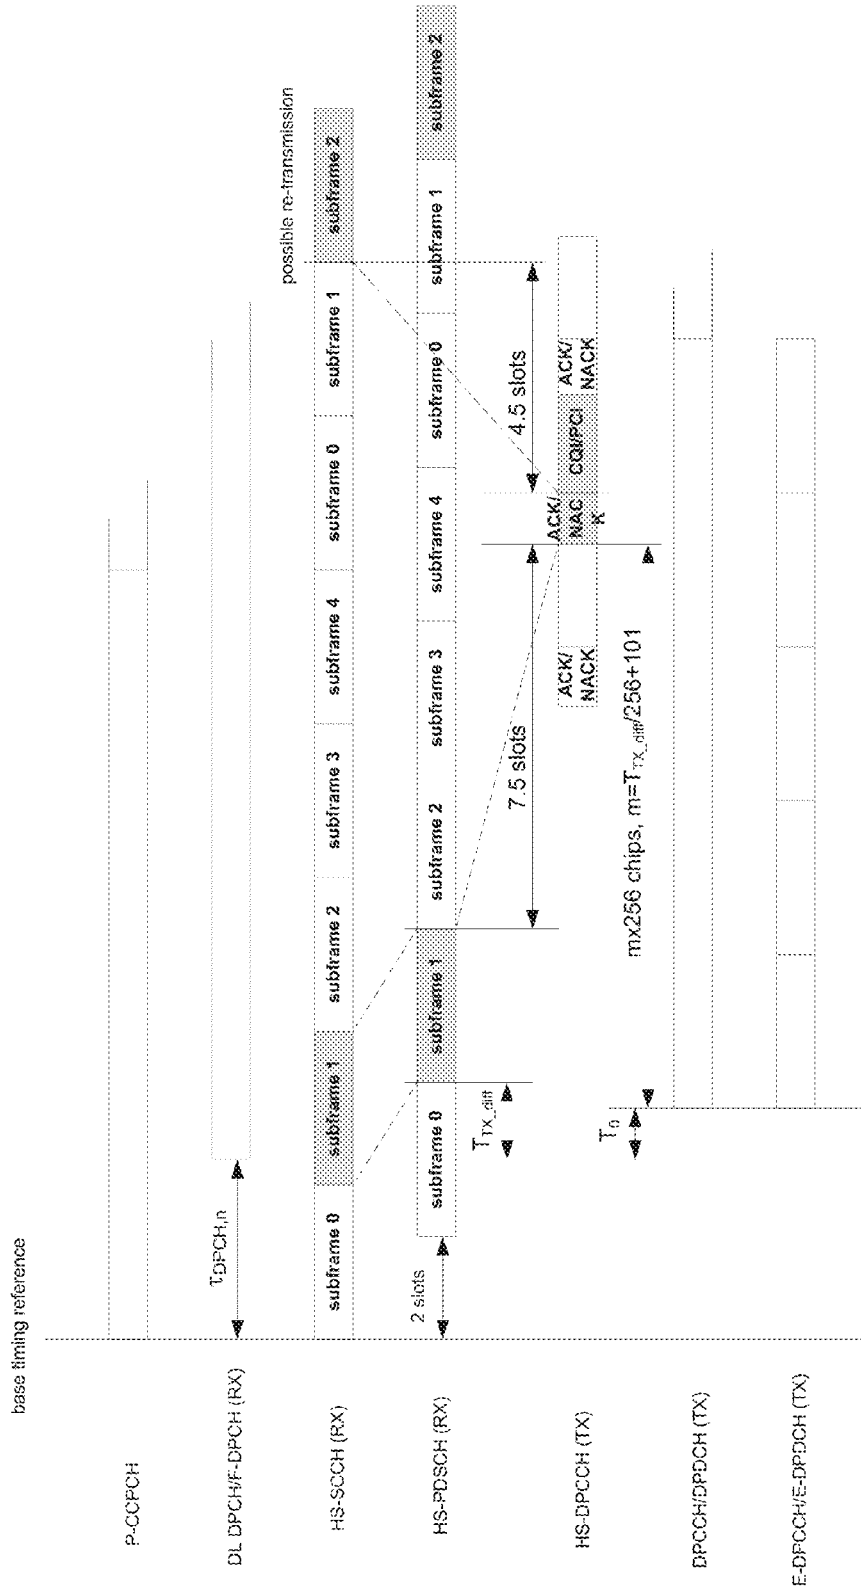 base timing reference
P-CCPCH
DL DPCH/F-DPCH (RX)
τDPCH,n
HS-SCCH (RX)
subframe 0
subframe 1
subframe 2
subframe 3
subframe 4
subframe 0
subframe 1
subframe 2
possible re-transmission
HS-PDSCH (RX)
2 slots
subframe 0
subframe 1
subframe 2
subframe 3
subframe 4
subframe 0
subframe 1
subframe 2
TTX_diff
7.5 slots
4.5 slots
HS-DPCCH (TX)
ACK/
NACK
ACK/
NAC
K
CQI/PCI
ACK/
NACK
T0
mx256 chips, m=TTX_diff/256+101
DPCCH/DPDCH (TX)
E-DPCCH/E-DPDCH (TX)